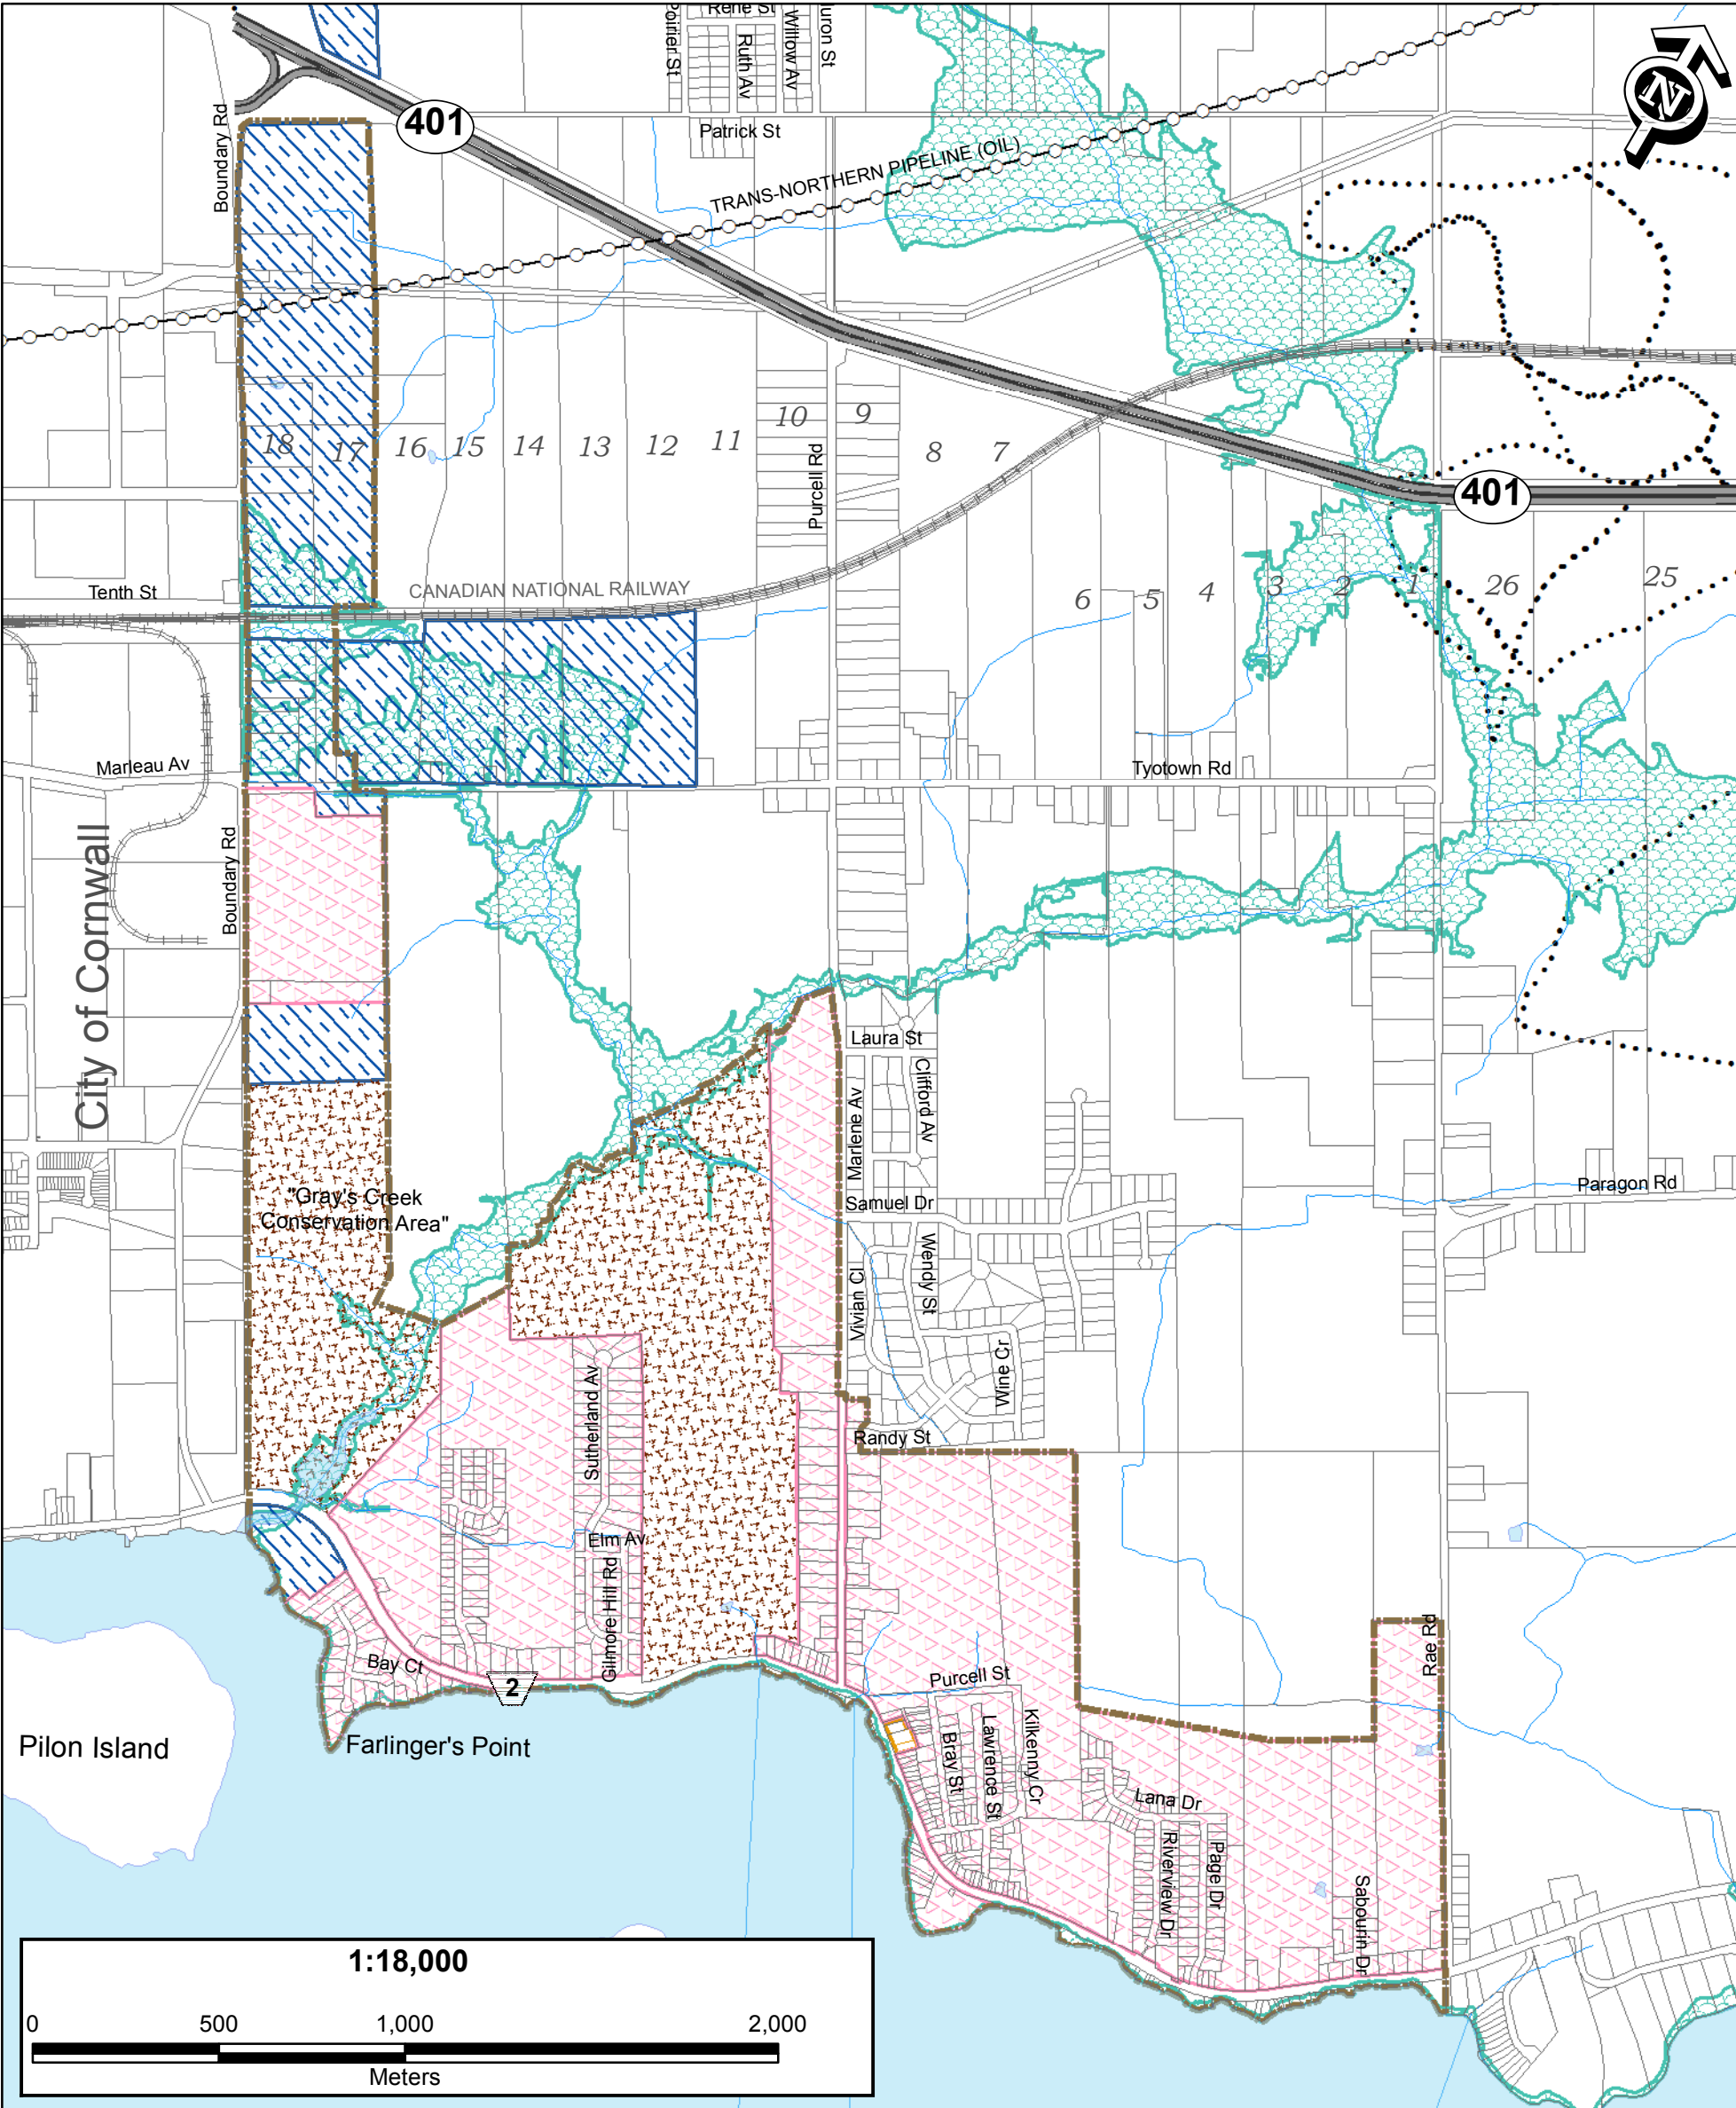 Rene St
Poirier St
Ruth Av
Willow Av
uron St
N
Boundary Rd
401
Patrick St
TRANS-NORTHERN PIPELINE (OIL)
18
17
16
15
14
13
12
11
10
9
8
7
Purcell Rd
401
6
5
4
3
2
1
26
25
Tenth St
CANADIAN NATIONAL RAILWAY
Marleau Av
Tyotown Rd
Boundary Rd
City of Cornwall
Laura St
Clifford Av
Marlene Av
Samuel Dr
Paragon Rd
"Gray's Creek
Conservation Area"
Vivian Cl
Wendy St
Wine Cr
Sutherland Av
Randy St
Elm Av
Gilmore Hill Rd
Rae Rd
Bay Ct
2
Purcell St
Pilon Island
Farlinger's Point
Bray St
Lawrence St
Kilkenny Cr
Lana Dr
Riverview Dr
Page Dr
Sabourin Dr
1:18,000
0 500 1,000 2,000
Meters